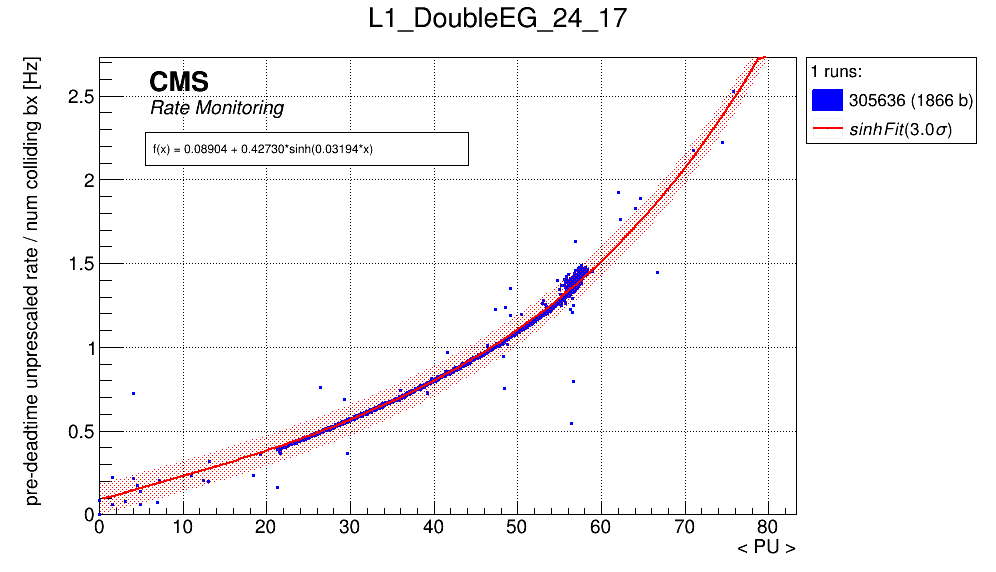 L1_DoubleEG_24_17
pre-deadtime unprescaled rate / num colliding bx [Hz]
CMS
Rate Monitoring
f(x) = 0.08904 + 0.42730*sinh(0.03194*x)
1 runs:
305636 (1866 b)
sinhFit(3.0σ)
2.5
2
1.5
1
0.5
0
0 10 20 30 40 50 60 70 80
< PU >